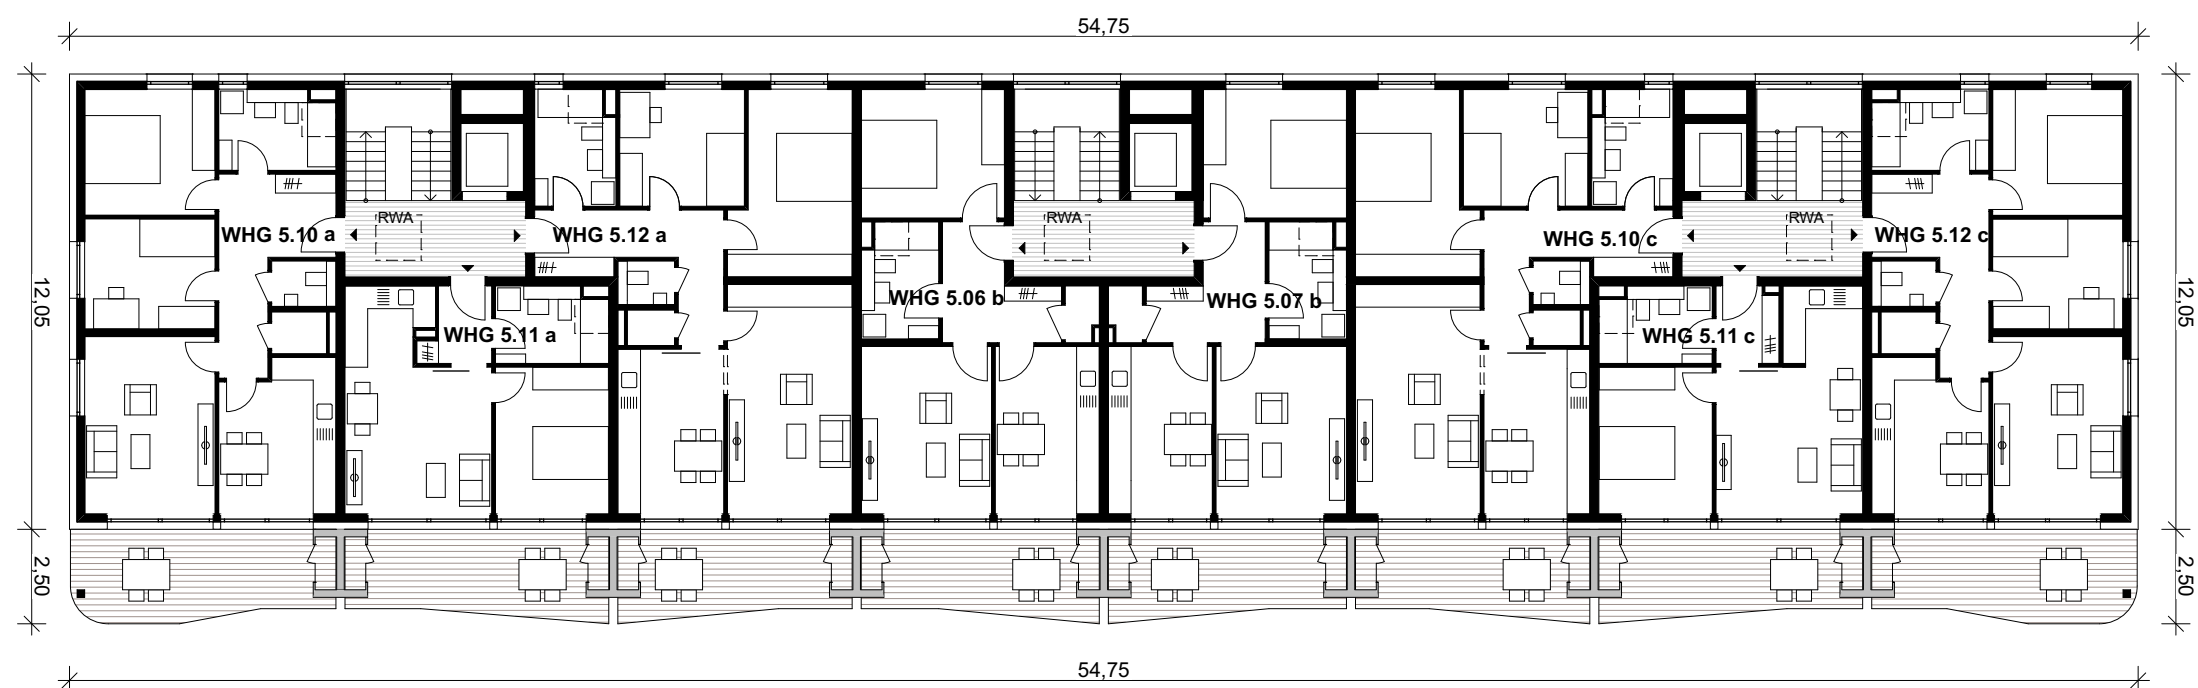 54,75
RWA
RWA
RWA
WHG 5.10 a
WHG 5.12 a
WHG 5.10 c
WHG 5.12 c
12,05
WHG 5.06 b
WHG 5.07 b
12,05
WHG 5.11 a
WHG 5.11 c
2,50
2,50
54,75